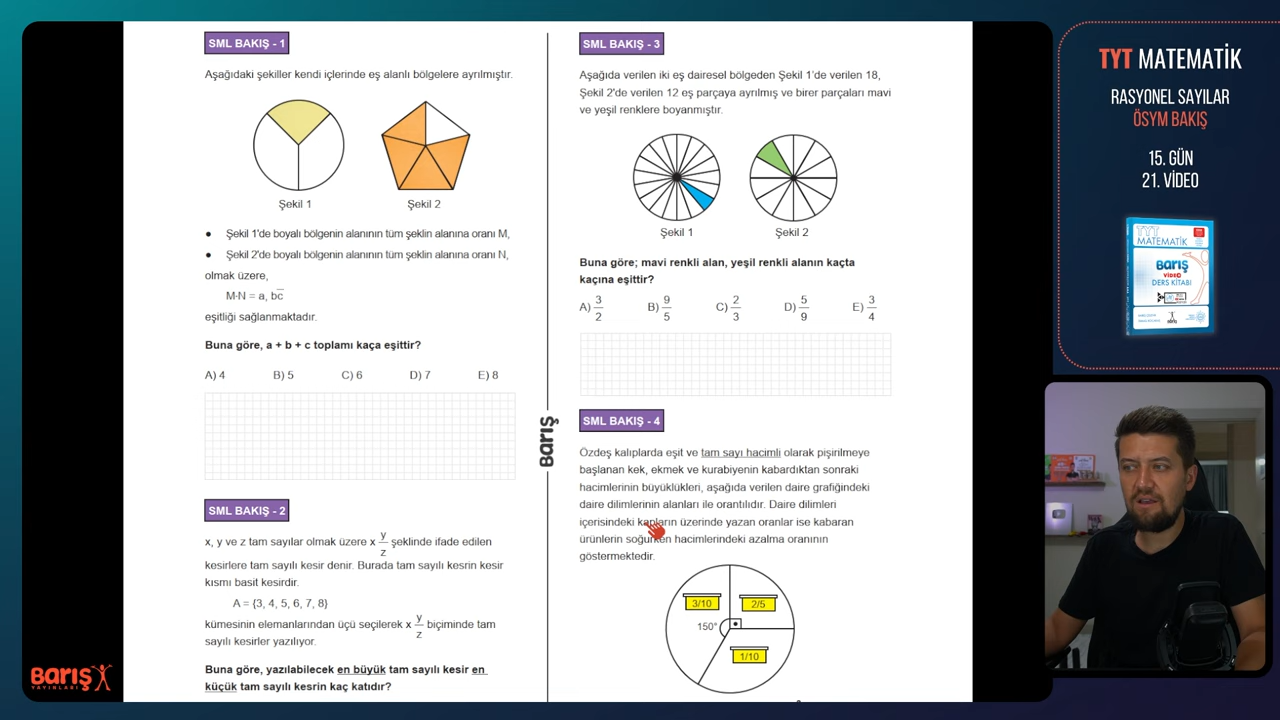 SML BAKIŞ - 1
Aşağıdaki şekiller kendi içlerinde eş alanlı bölgelere ayrılmıştır.
Şekil 1
Şekil 2
• Şekil 1'de boyalı bölgenin alanının tüm şeklin alanına oranı M,
• Şekil 2'de boyalı bölgenin alanının tüm şeklin alanına oranı N,
olmak üzere,
M·N = a, bc̅
eşitliği sağlanmaktadır.
Buna göre, a + b + c toplamı kaça eşittir?
A) 4 B) 5 C) 6 D) 7 E) 8
SML BAKIŞ - 2
x, y ve z tam sayılar olmak üzere x y/z şeklinde ifade edilen
kesirlere tam sayılı kesir denir. Burada tam sayılı kesrin kesir
kısmı basit kesirdir.
A = {3, 4, 5, 6, 7, 8}
kümesinin elemanlarından üçü seçilerek x y/z biçiminde tam
sayılı kesirler yazılıyor.
Buna göre, yazılabilecek en büyük tam sayılı kesir en
küçük tam sayılı kesrin kaç katıdır?
BARIŞ
SML BAKIŞ - 3
Aşağıda verilen iki eş dairesel bölgeden Şekil 1'de verilen 18,
Şekil 2'de verilen 12 eş parçaya ayrılmış ve birer parçaları mavi
ve yeşil renklere boyanmıştır.
Şekil 1
Şekil 2
Buna göre; mavi renkli alan, yeşil renkli alanın kaçta
kaçına eşittir?
A) 3/2 B) 9/5 C) 2/3 D) 5/9 E) 3/4
SML BAKIŞ - 4
Özdeş kalıplarda eşit ve tam sayı hacimli olarak pişirilmeye
başlanan kek, ekmek ve kurabiyenin kabardıktan sonraki
hacimlerinin büyüklükleri, aşağıda verilen daire grafiğindeki
daire dilimlerinin alanları ile orantılıdır. Daire dilimleri
içerisindeki kapların üzerinde yazan oranlar ise kabaran
ürünlerin soğurken hacimlerindeki azalma oranının
göstermektedir.
3/10
2/5
150°
1/10
TYT MATEMATİK
RASYONEL SAYILAR
ÖSYM BAKIŞ
15. GÜN
21. VİDEO
TYT
MATEMATİK
BARIŞ
VİDEO
DERS KİTABI
BARIŞ
YAYINLARI